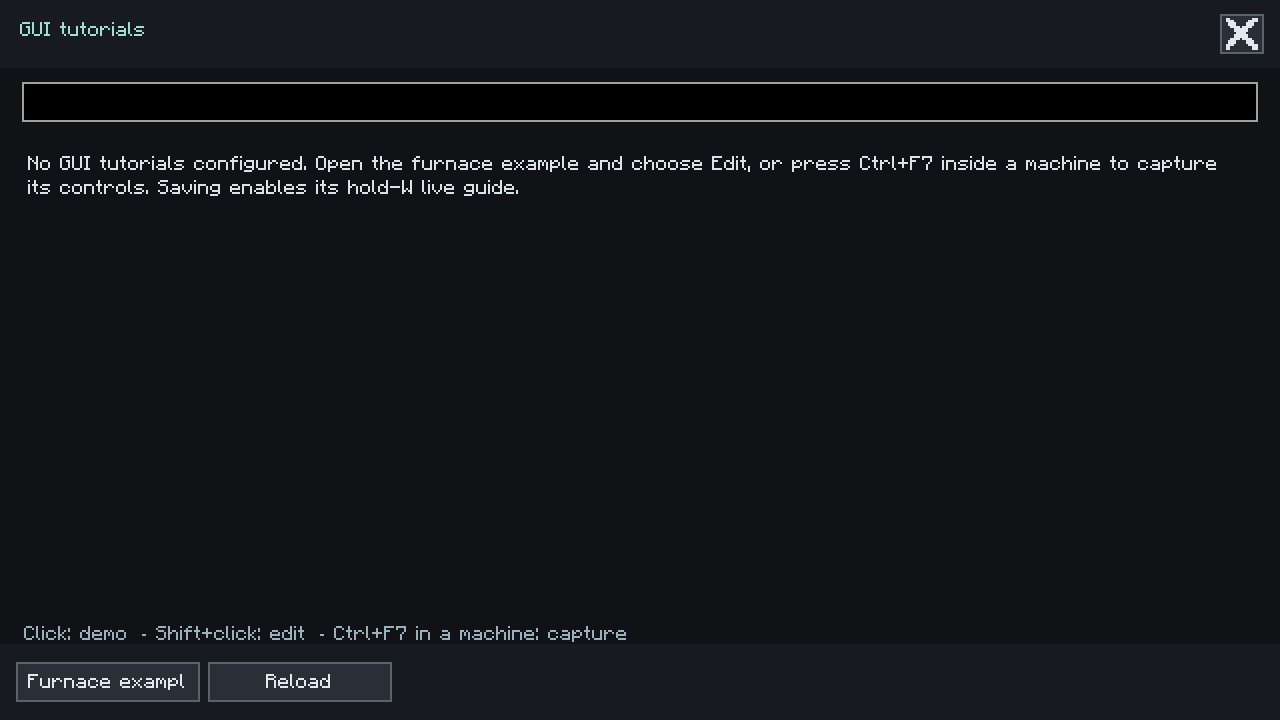 GUI tutorials
No GUI tutorials configured. Open the furnace example and choose Edit, or press Ctrl+F7 inside a machine to capture
its controls. Saving enables its hold-W live guide.
Click: demo - Shift+click: edit - Ctrl+F7 in a machine: capture
Furnace exampl
Reload